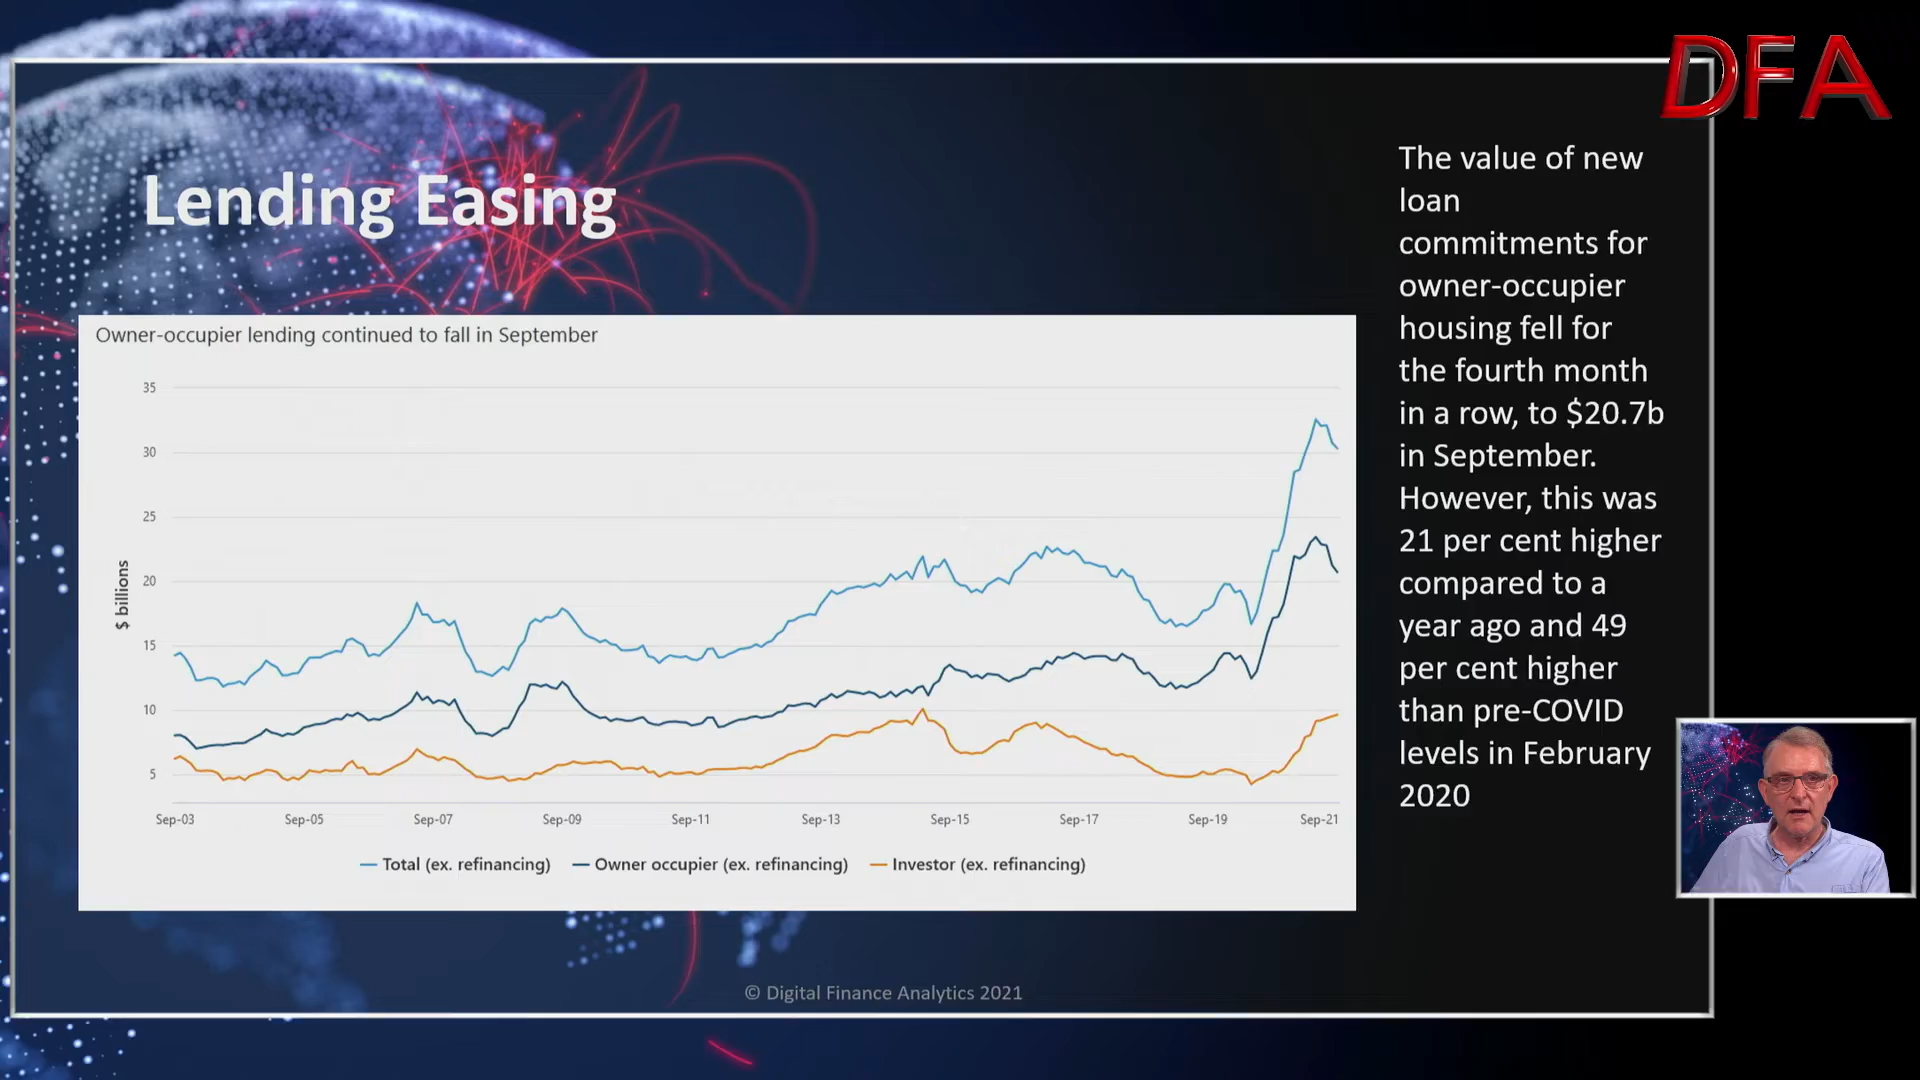 DFA
Lending Easing
Owner-occupier lending continued to fall in September
35
30
25
20
15
10
5
$ billions
Sep-03 Sep-05 Sep-07 Sep-09 Sep-11 Sep-13 Sep-15 Sep-17 Sep-19 Sep-21
Total (ex. refinancing) Owner occupier (ex. refinancing) Investor (ex. refinancing)
The value of new
loan
commitments for
owner-occupier
housing fell for
the fourth month
in a row, to $20.7b
in September.
However, this was
21 per cent higher
compared to a
year ago and 49
per cent higher
than pre-COVID
levels in February
2020
© Digital Finance Analytics 2021